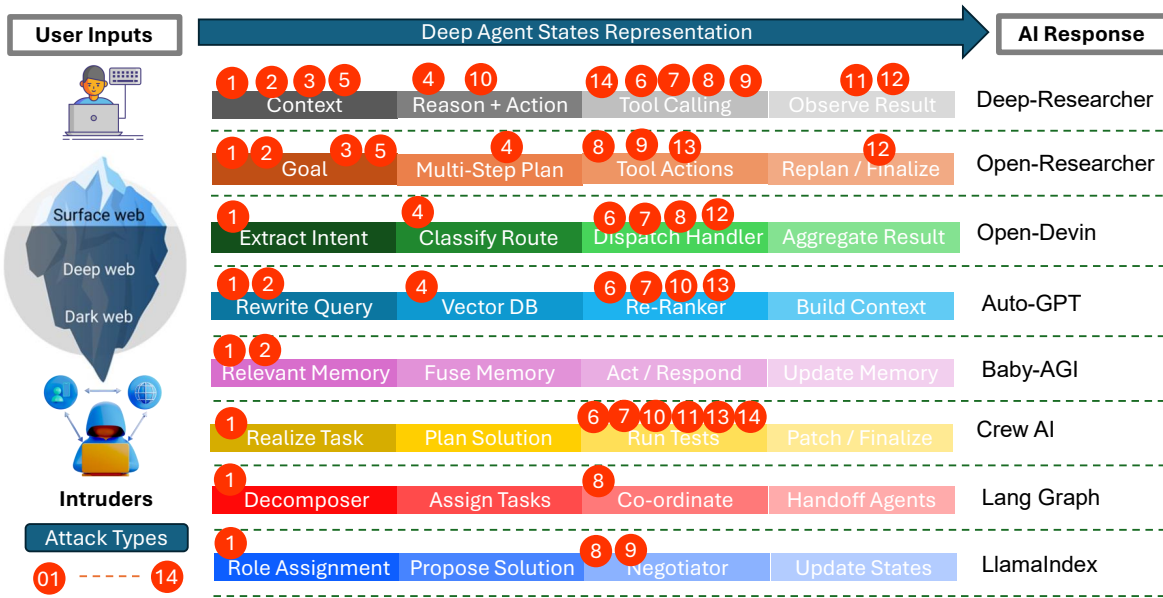 User Inputs
Deep Agent States Representation
AI Response
1 2 3 5 4 10 14 6 7 8 9 11 12
Context Reason + Action Tool Calling Observe Result Deep-Researcher
1 2 3 5 4 8 9 13 12
Goal Multi-Step Plan Tool Actions Replan / Finalize Open-Researcher
Surface web
1 4 6 7 8 12
Extract Intent Classify Route Dispatch Handler Aggregate Result Open-Devin
Deep web
Dark web
1 2 4 6 7 10 13
Rewrite Query Vector DB Re-Ranker Build Context Auto-GPT
1 2
Relevant Memory Fuse Memory Act / Respond Update Memory Baby-AGI
1 6 7 10 11 13 14
Realize Task Plan Solution Run Tests Patch / Finalize Crew AI
Intruders
1 8
Decomposer Assign Tasks Co-ordinate Handoff Agents Lang Graph
Attack Types
01 14
1 8 9
Role Assignment Propose Solution Negotiator Update States LlamaIndex